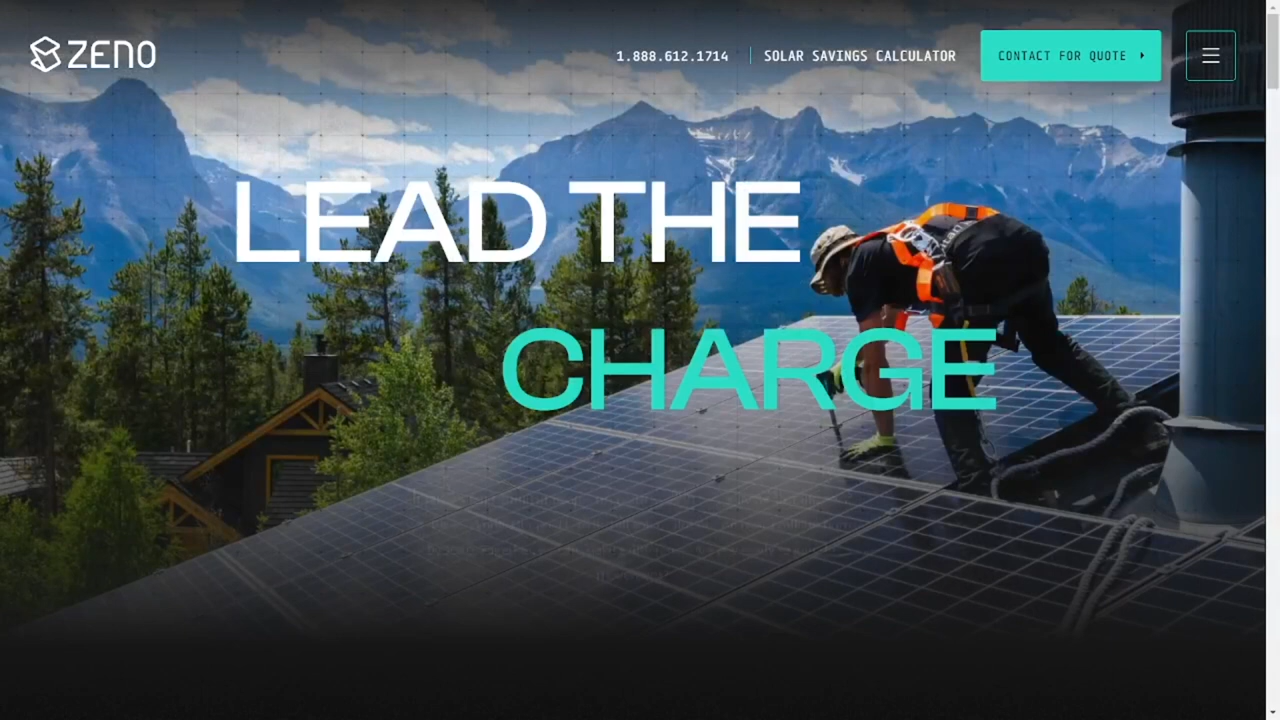 ZENO
1.888.612.1714
SOLAR SAVINGS CALCULATOR
CONTACT FOR QUOTE
LEAD THE
CHARGE